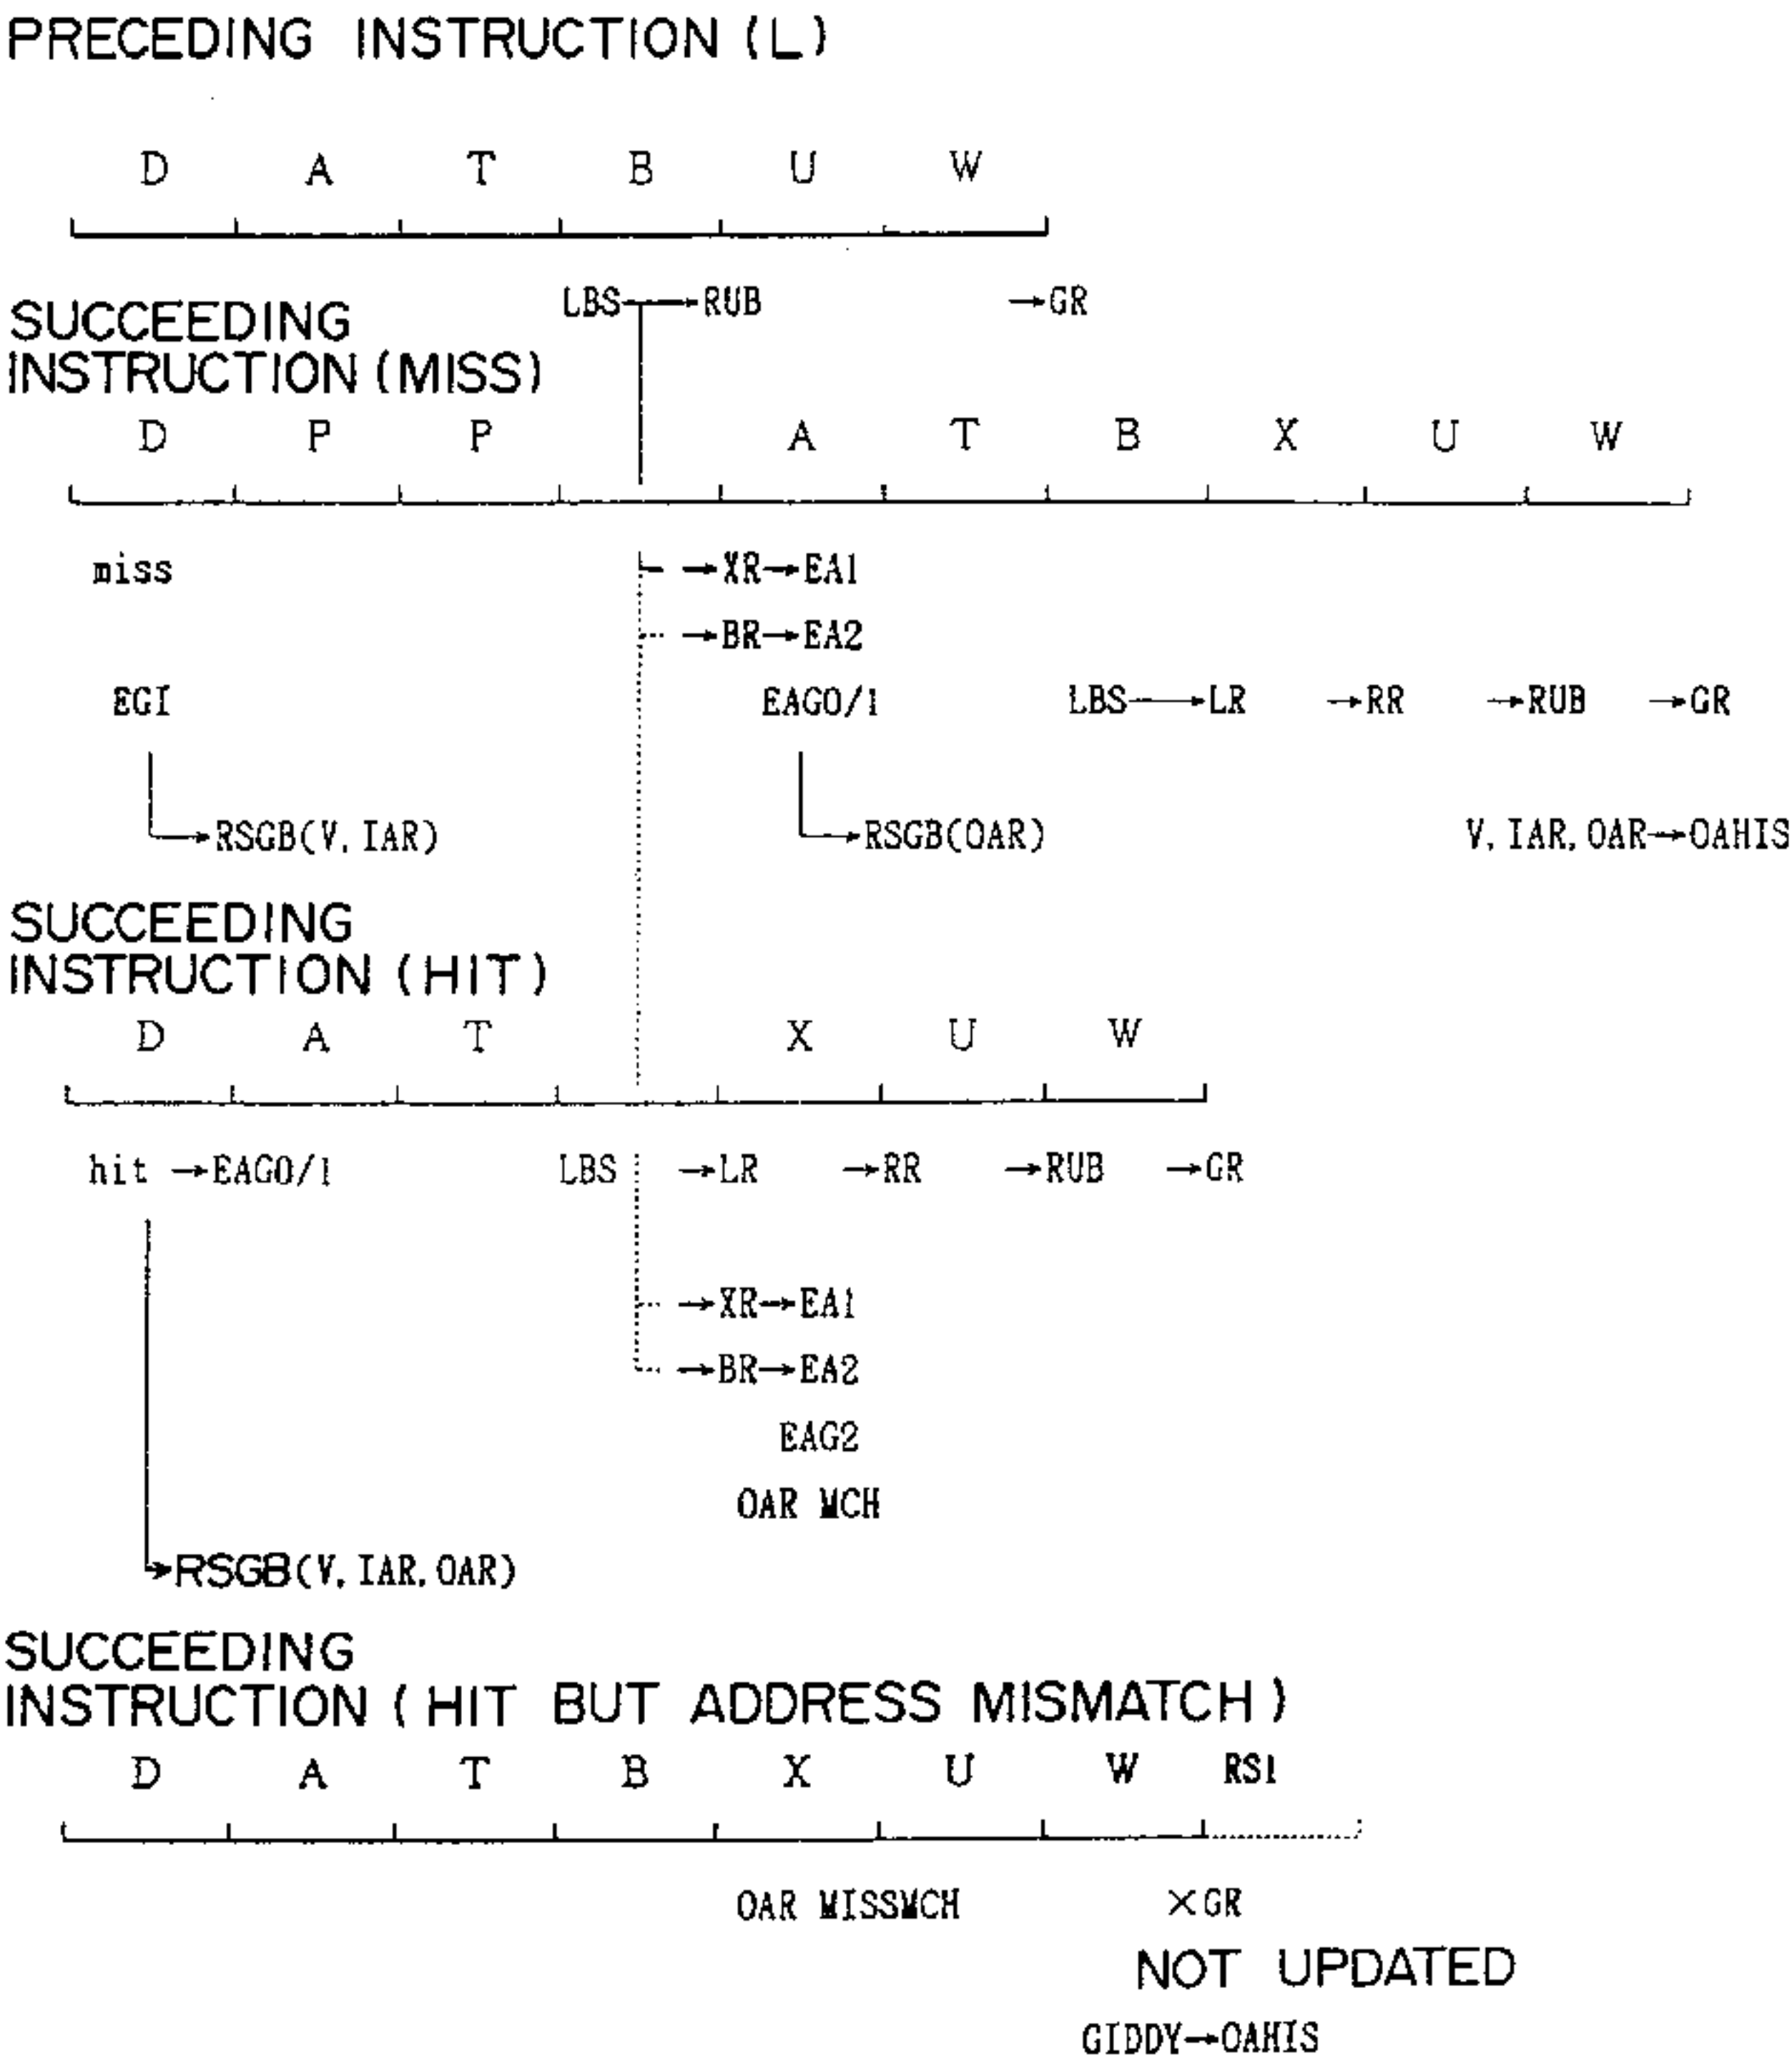 PRECEDING INSTRUCTION (L)
D A T B U W
LBS→RUB →GR
SUCCEEDING
INSTRUCTION (MISS)
D P P A T B X U W
miss →XR→EA1
→BR→EA2
EGI EAG0/1 LBS→LR →RR →RUB →GR
→RSGB(V, IAR) →RSGB(OAR) V, IAR, OAR→OAHIS
SUCCEEDING
INSTRUCTION (HIT)
D A T X U W
hit →EAG0/1 LBS →LR →RR →RUB →GR
→XR→EA1
→BR→EA2
EAG2
OAR MCH
→RSGB(V, IAR, OAR)
SUCCEEDING
INSTRUCTION (HIT BUT ADDRESS MISMATCH)
D A T B X U W RS1
OAR MISSMCH ×GR
NOT UPDATED
GIDDY→OAHIS